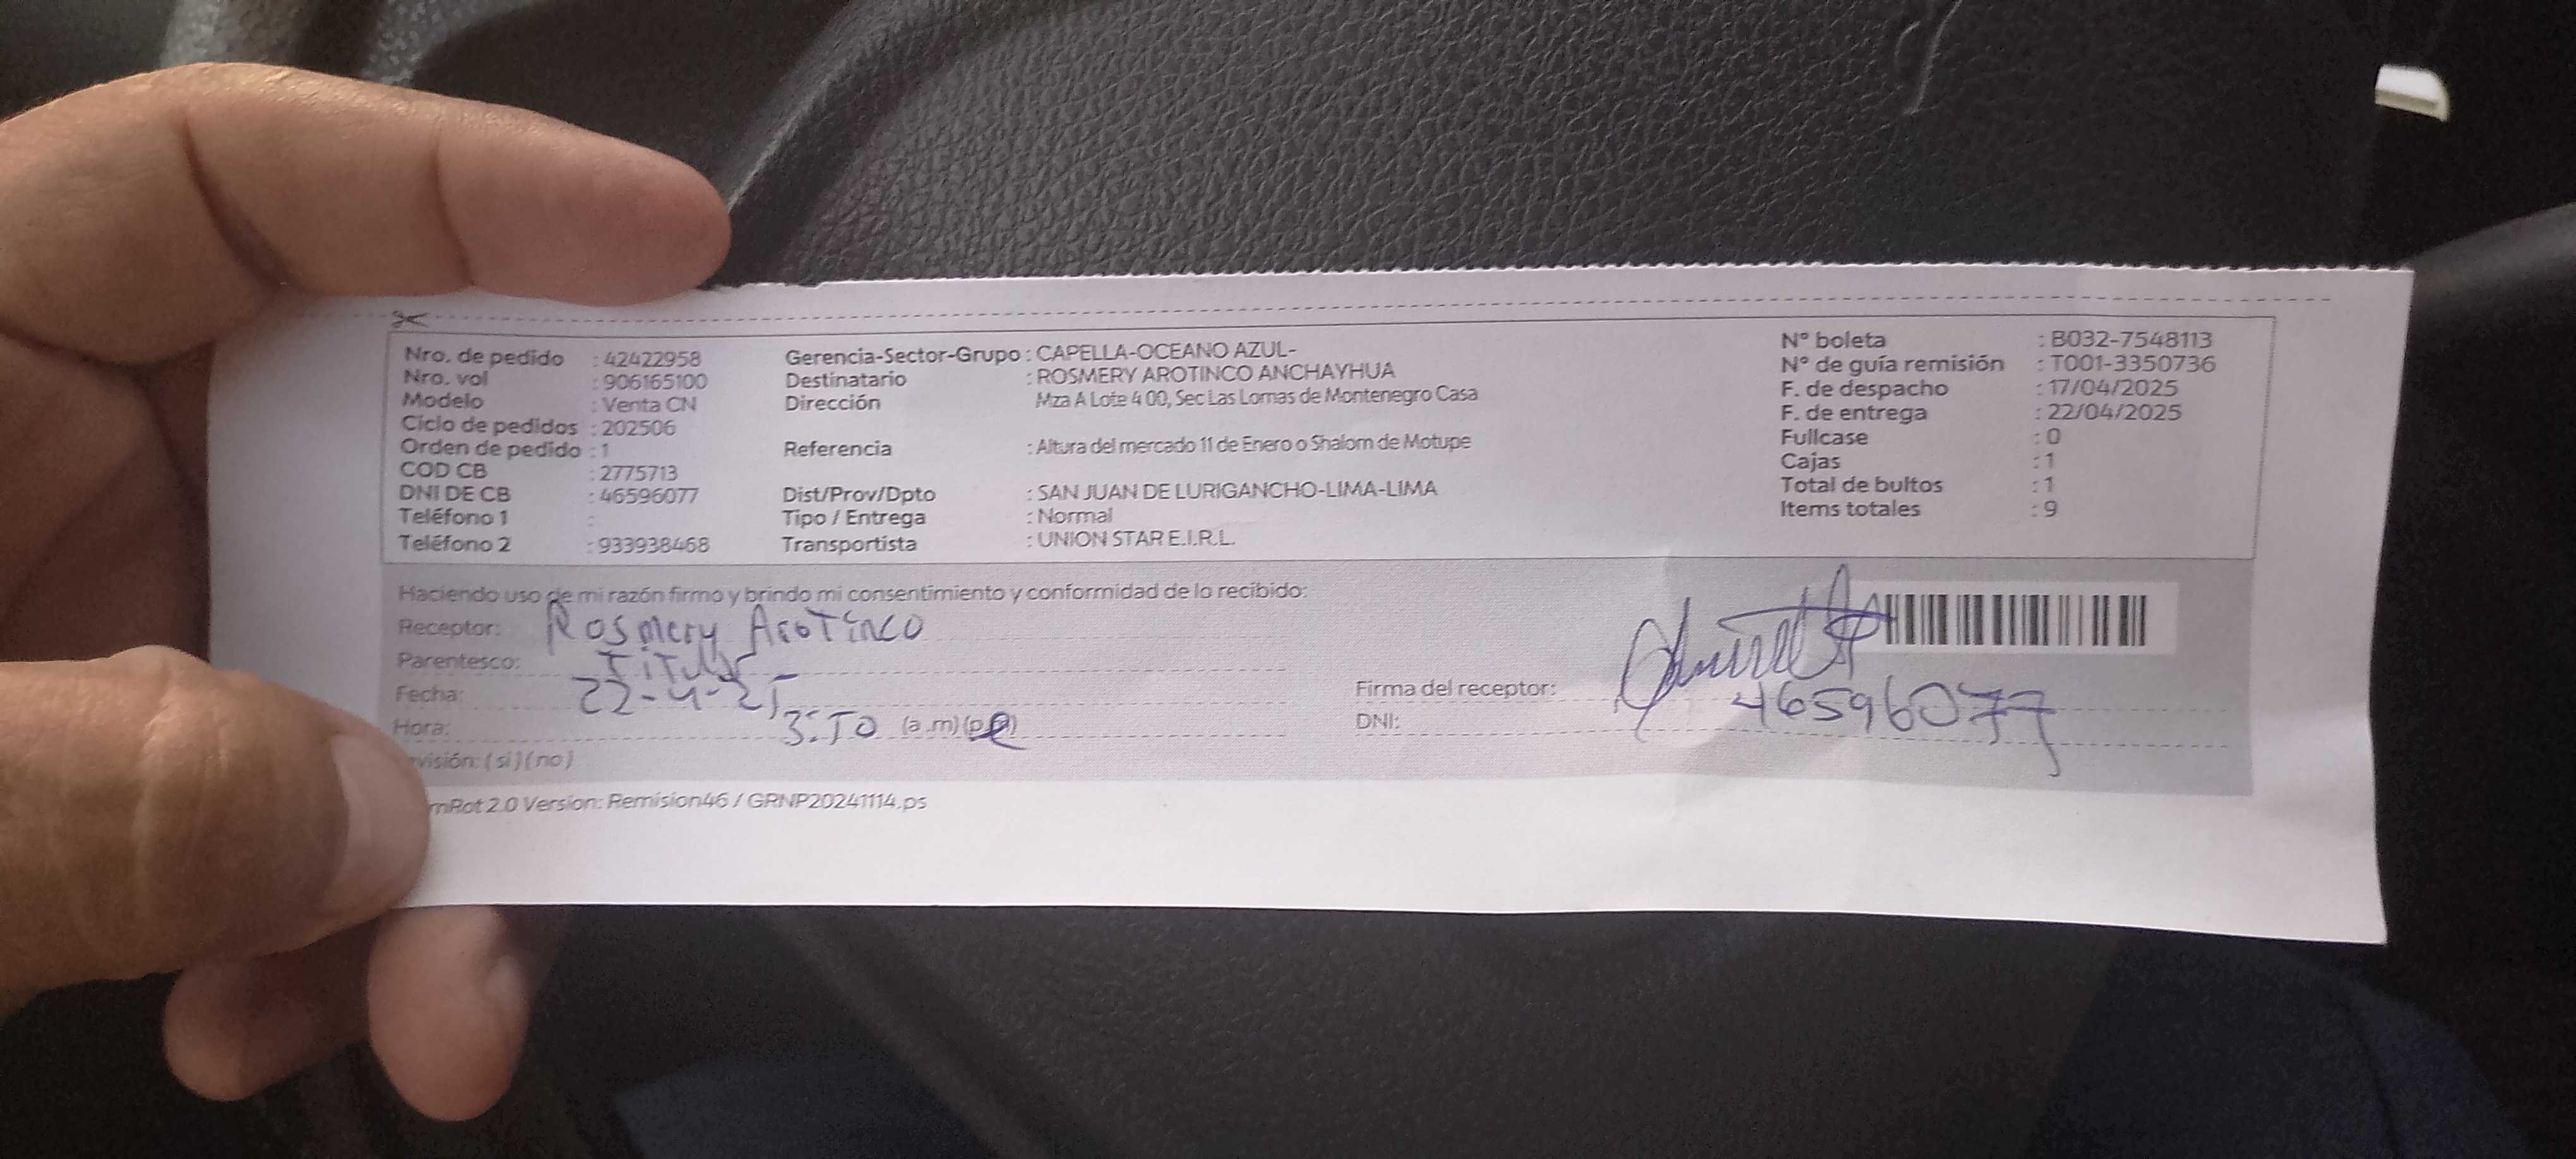 Nro. de pedido : 42422958
Nro. vol : 906165100
Modelo : Venta CN
Ciclo de pedidos : 202506
Orden de pedido : 1
COD CB : 2775713
DNI DE CB : 46596077
Teléfono 1 :
Teléfono 2 : 933938468
Gerencia-Sector-Grupo : CAPELLA-OCEANO AZUL-
Destinatario : ROSMERY AROTINCO ANCHAYHUA
Dirección Mza A Lote 4 00, Sec Las Lomas de Montenegro Casa
Referencia : Altura del mercado 11 de Enero o Shalom de Motupe
Dist/Prov/Dpto : SAN JUAN DE LURIGANCHO-LIMA-LIMA
Tipo / Entrega : Normal
Transportista : UNION STAR E.I.R.L.
N° boleta : B032-7548113
N° de guía remisión : T001-3350736
F. de despacho : 17/04/2025
F. de entrega : 22/04/2025
Fullcase : 0
Cajas : 1
Total de bultos : 1
Items totales : 9
Haciendo uso de mi razón firmo y brindo mi consentimiento y conformidad de lo recibido:
Receptor: Rosmery Arotinco
Parentesco: Titular
Fecha: 22-4-25
Hora: 3:50 (a.m)(p.m)
visión: (si)(no)
Firma del receptor:
DNI: 46596077
mRot 2.0 Version: Remision46 / GRNP20241114.ps